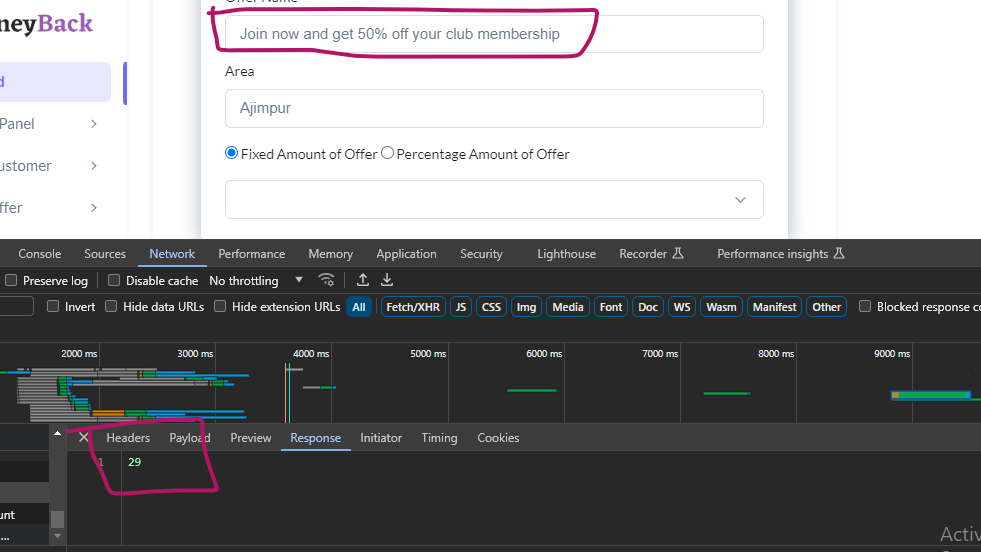 Offer Name
neyBack
Join now and get 50% off your club membership
d
Area
Panel
Ajimpur
ustomer
Fixed Amount of Offer Percentage Amount of Offer
ffer
Console Sources Network Performance Memory Application Security Lighthouse Recorder Performance insights
Preserve log Disable cache No throttling
Invert Hide data URLs Hide extension URLs All Fetch/XHR JS CSS Img Media Font Doc WS Wasm Manifest Other Blocked response co
2000 ms 3000 ms 4000 ms 5000 ms 6000 ms 7000 ms 8000 ms 9000 ms
Headers Payload Preview Response Initiator Timing Cookies
1 29
unt
...
Activ